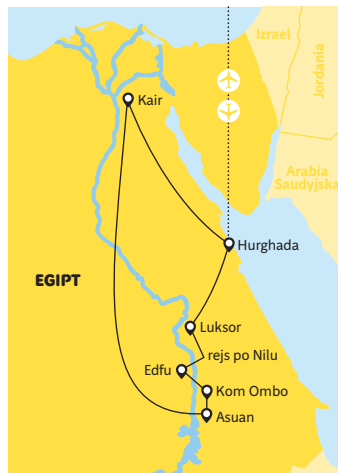 Izrael
Jordania
Kair
Arabia
Saudyjska
Hurghada
EGIPT
Luksor
rejs po Nilu
Edfu
Kom Ombo
Asuan